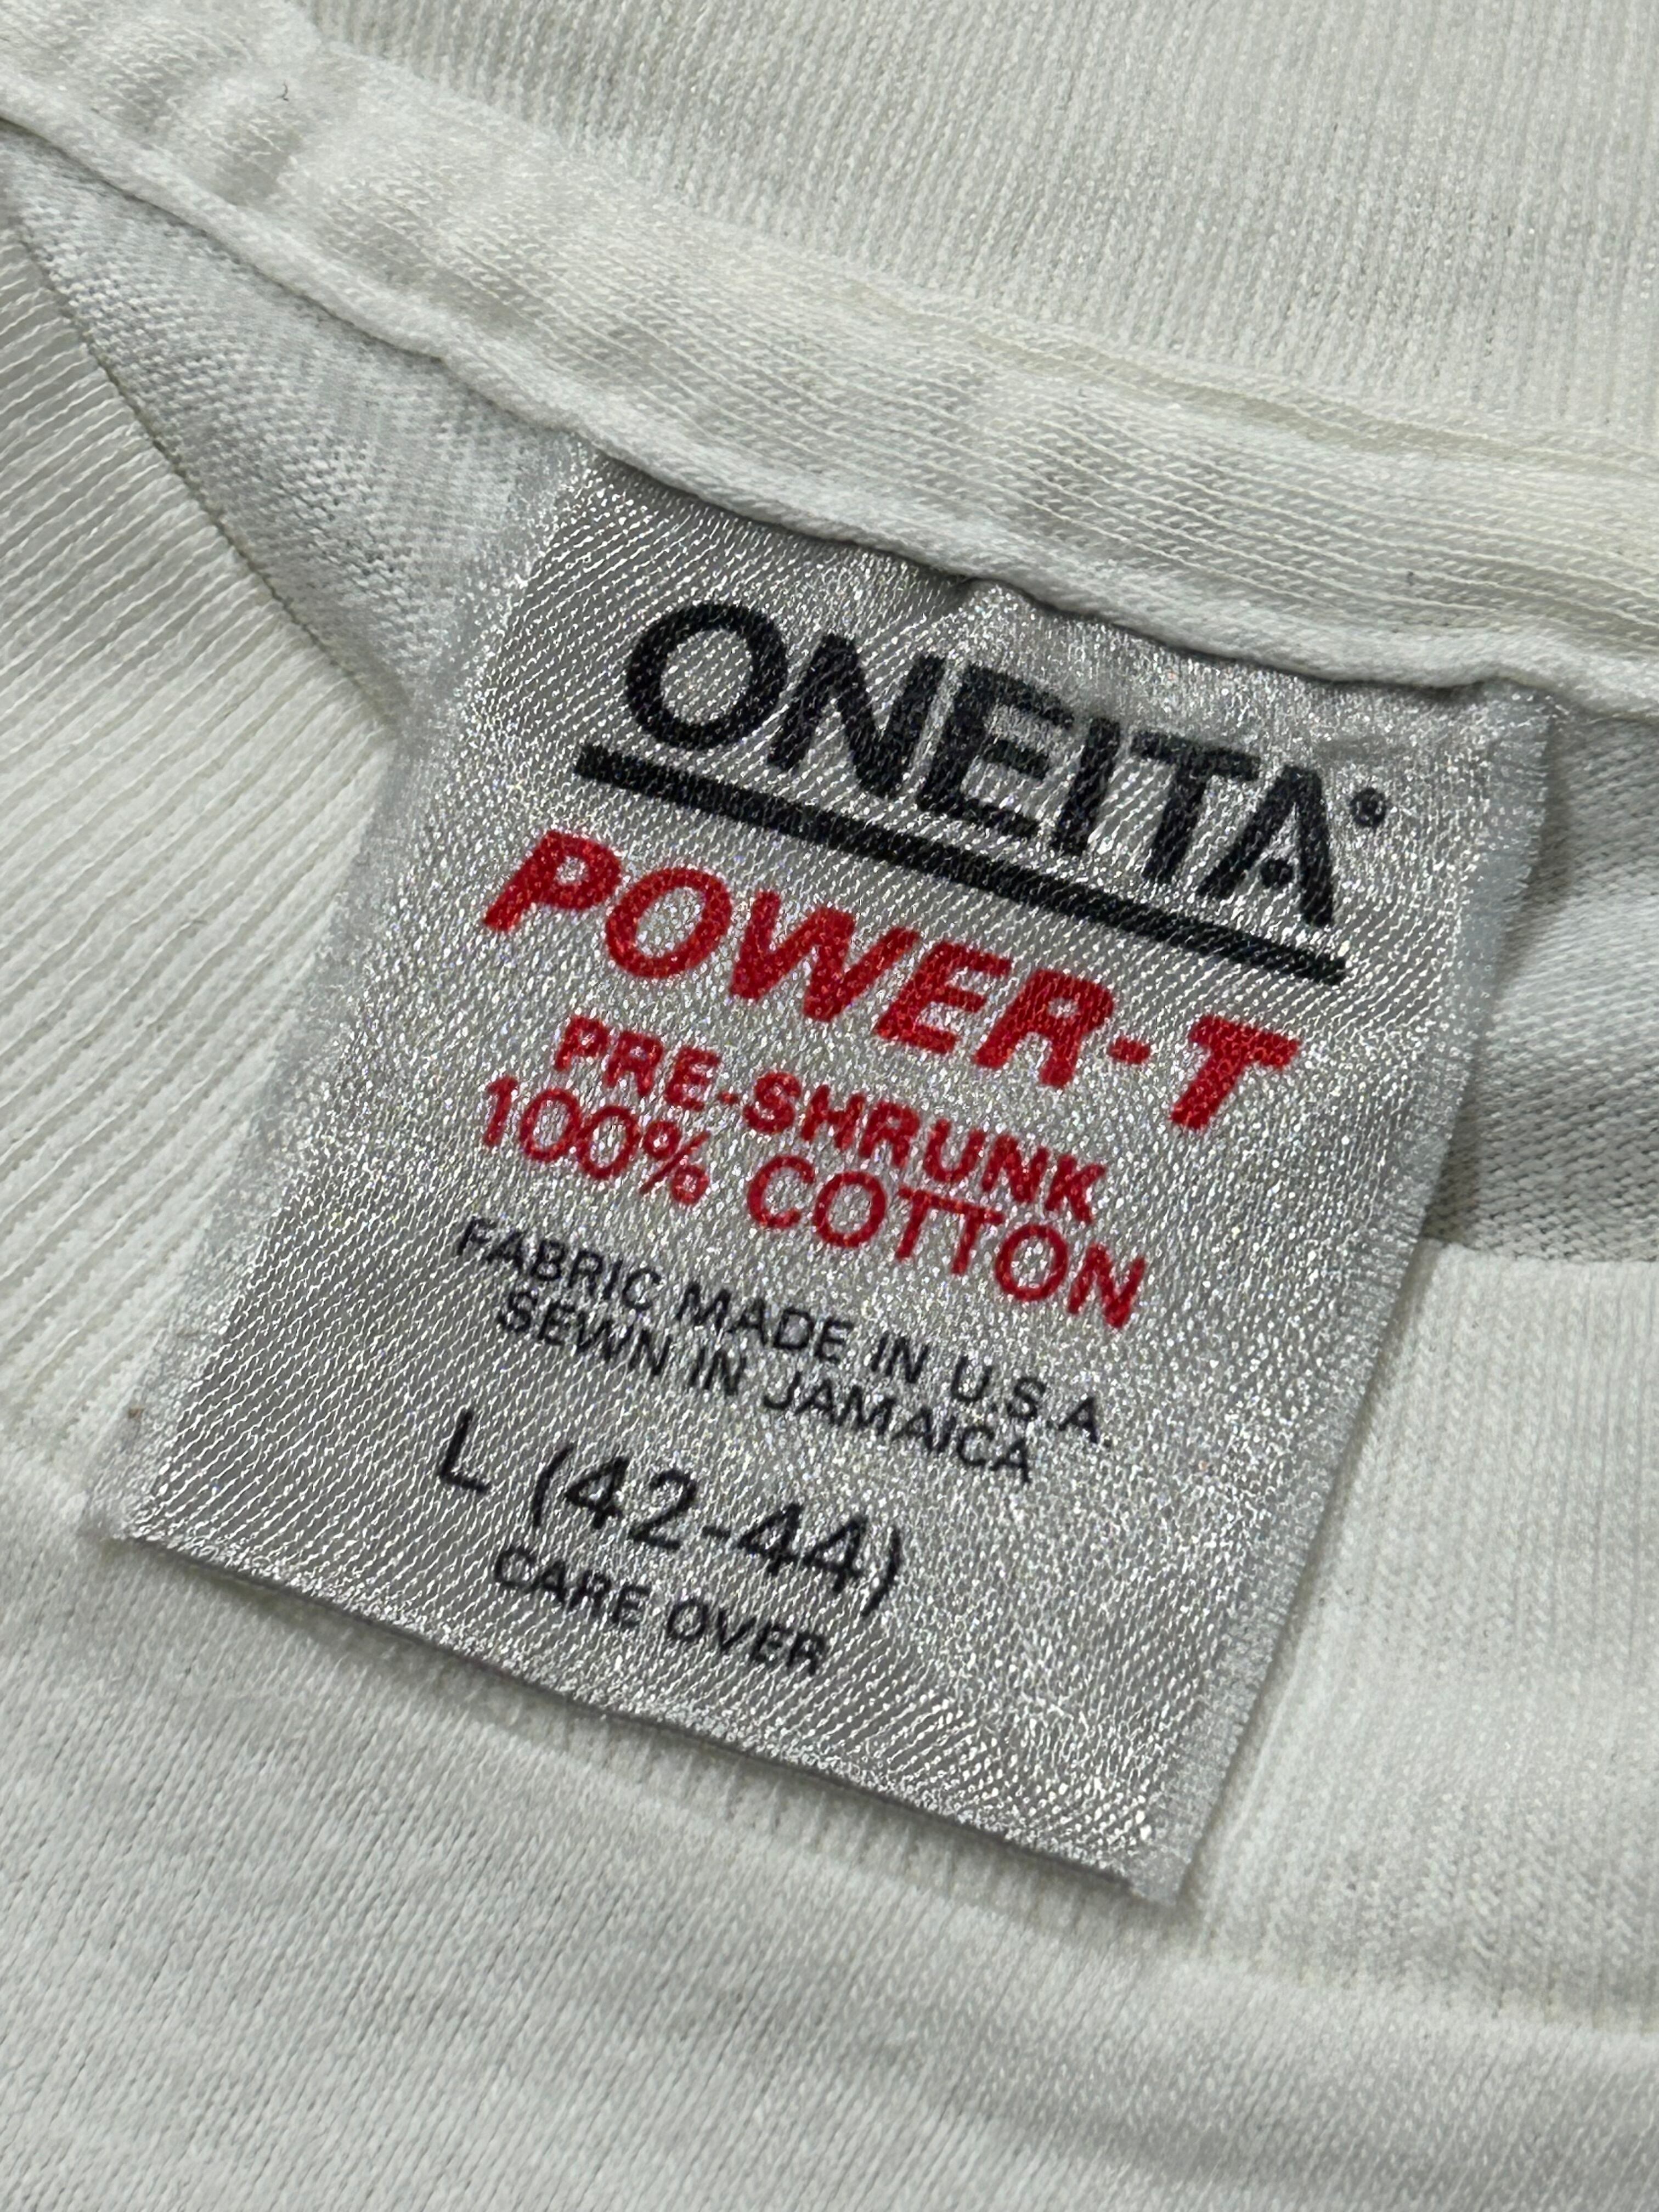 ONEITA®
POWER-T
PRE-SHRUNK
100% COTTON
FABRIC MADE IN U.S.A.
SEWN IN JAMAICA
L (42-44)
CARE OVER